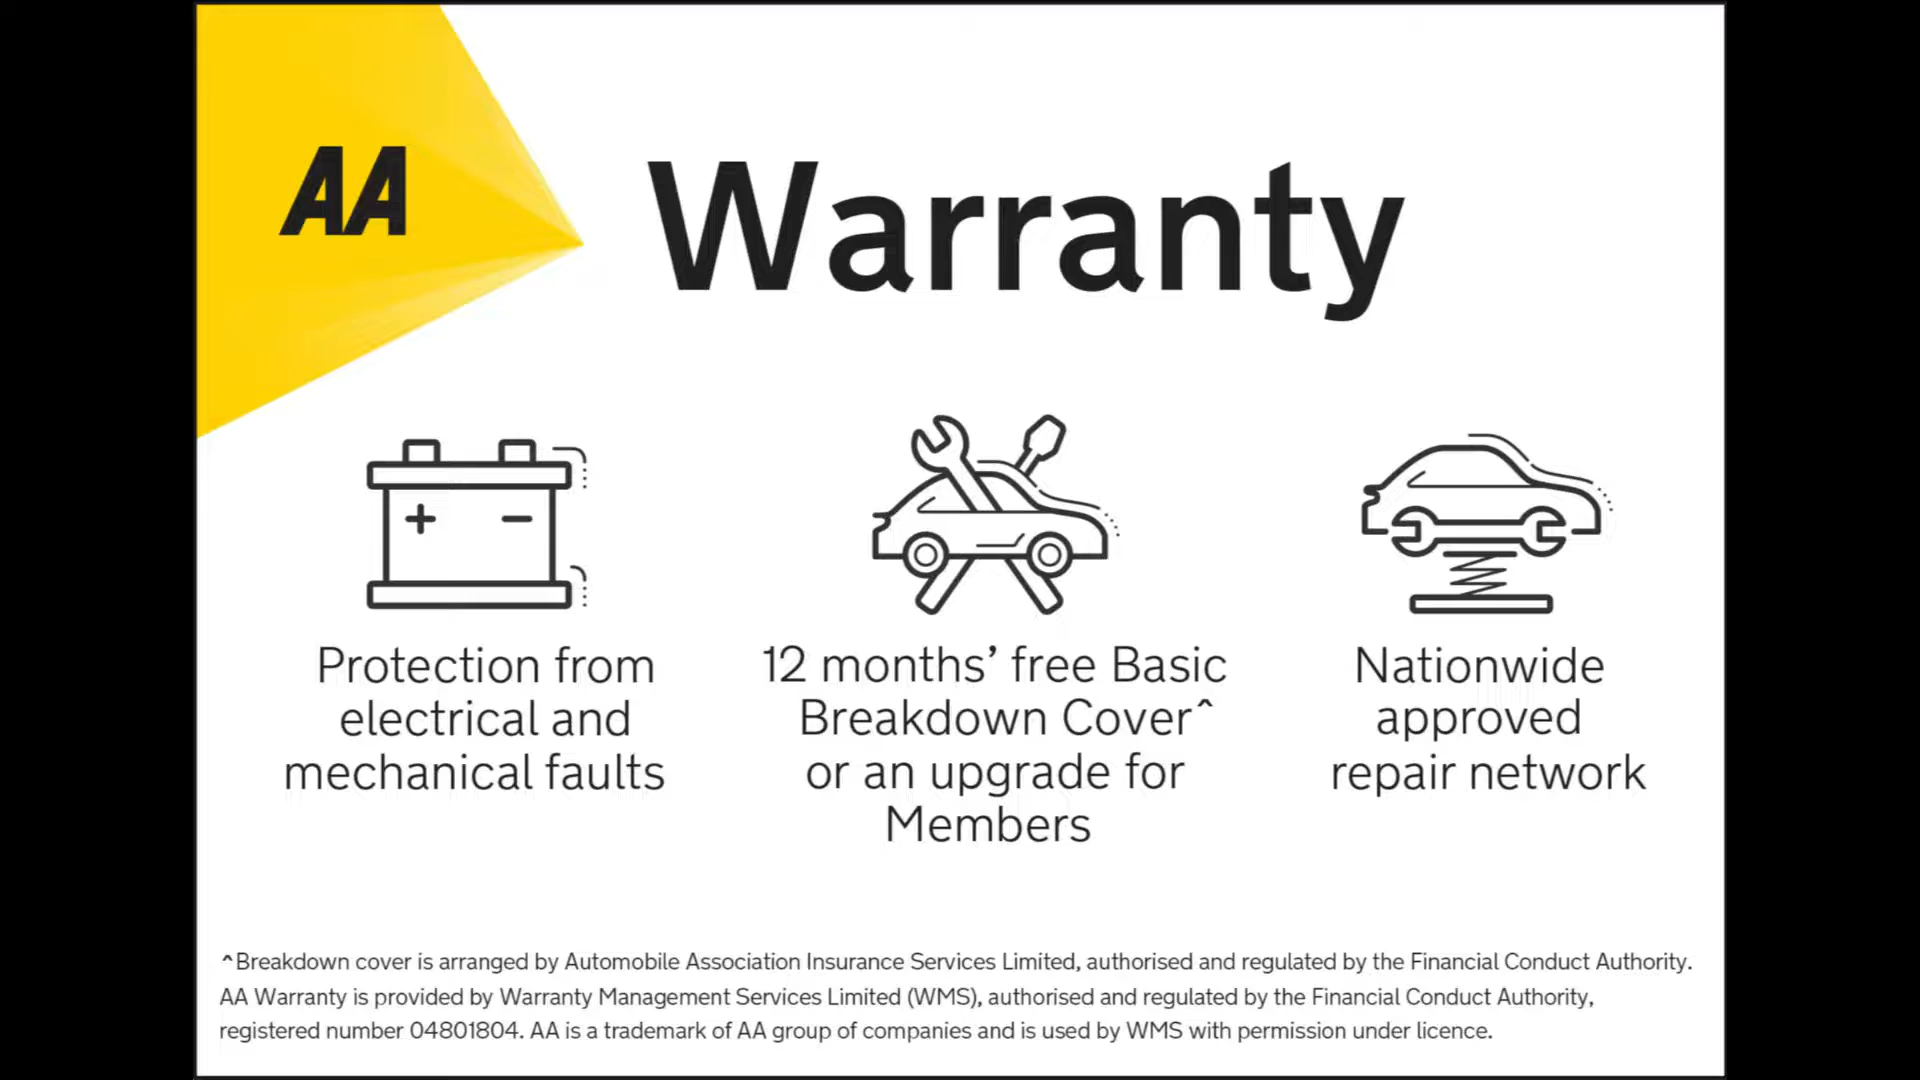 AA
Warranty
+ −
Protection from
electrical and
mechanical faults
12 months’ free Basic
Breakdown Cover^
or an upgrade for
Members
Nationwide
approved
repair network
^Breakdown cover is arranged by Automobile Association Insurance Services Limited, authorised and regulated by the Financial Conduct Authority.
AA Warranty is provided by Warranty Management Services Limited (WMS), authorised and regulated by the Financial Conduct Authority,
registered number 04801804. AA is a trademark of AA group of companies and is used by WMS with permission under licence.